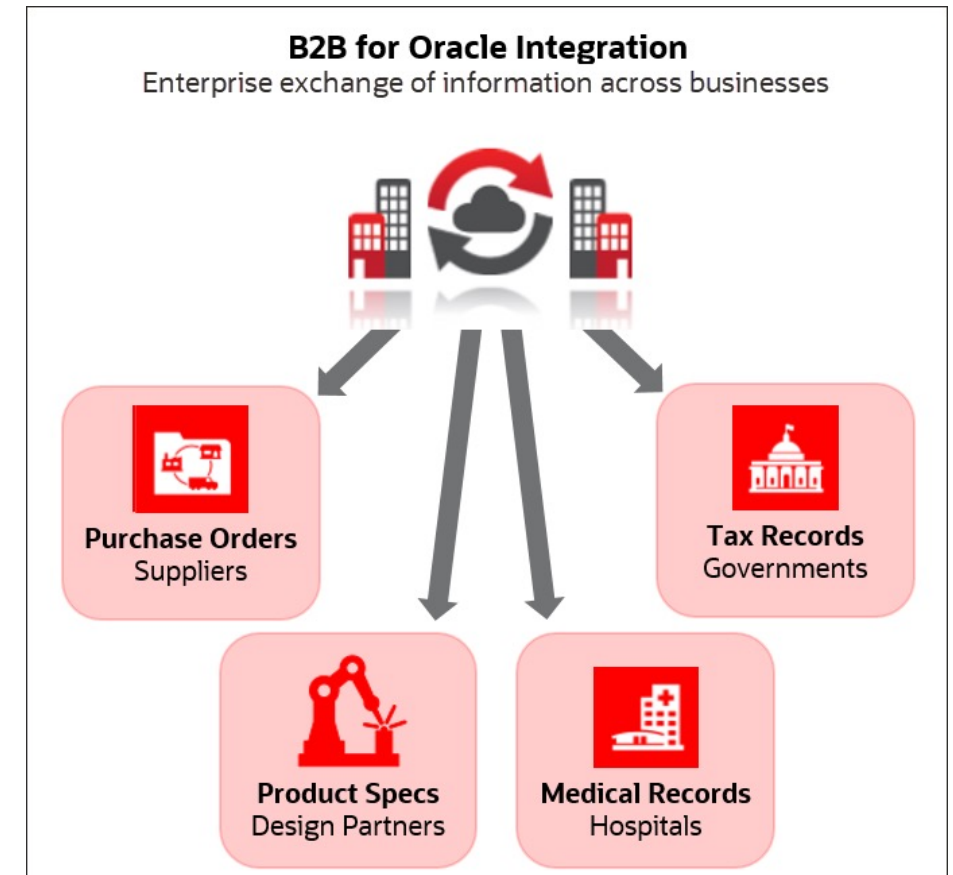 B2B for Oracle Integration
Enterprise exchange of information across businesses
Purchase Orders
Suppliers
Tax Records
Governments
Product Specs
Design Partners
Medical Records
Hospitals